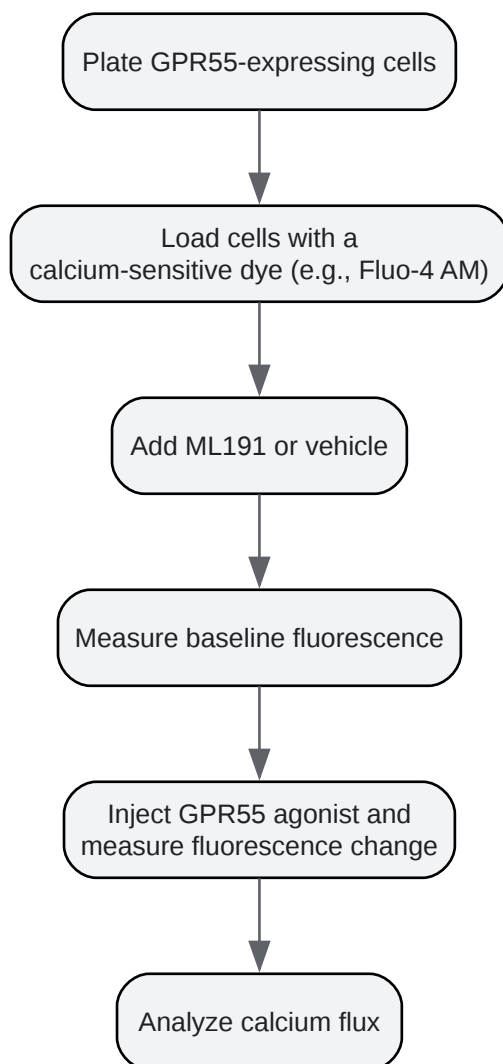 Plate GPR55-expressing cells
Load cells with a
calcium-sensitive dye (e.g., Fluo-4 AM)
Add ML191 or vehicle
Measure baseline fluorescence
Inject GPR55 agonist and
measure fluorescence change
Analyze calcium flux